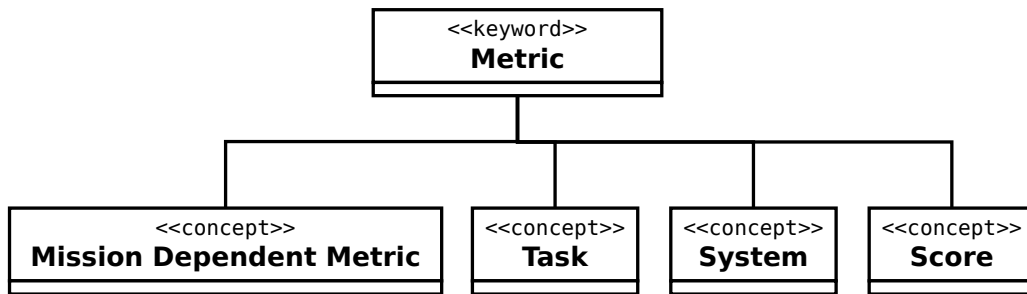 <<keyword>>
Metric
<<concept>>
Mission Dependent Metric
<<concept>>
Task
<<concept>>
System
<<concept>>
Score